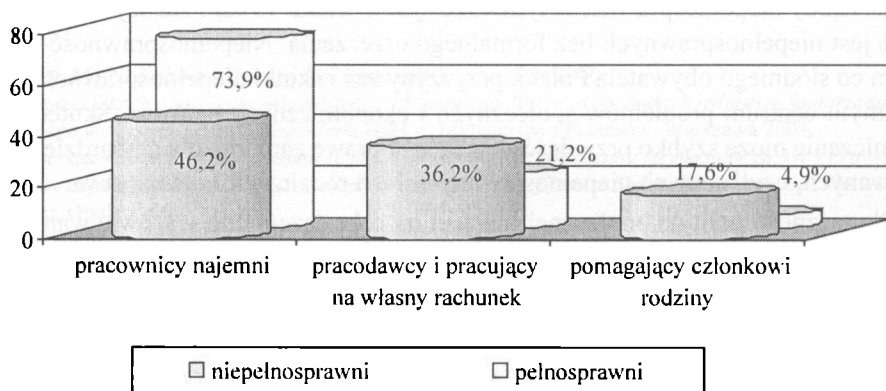 80
60
40
20
0
73,9%
46,2%
36,2%
21,2%
17,6%
4,9%
pracownicy najemni
pracodawcy i pracujący
na własny rachunek
pomagający członkowi
rodziny
niepełnosprawni
pełnosprawni